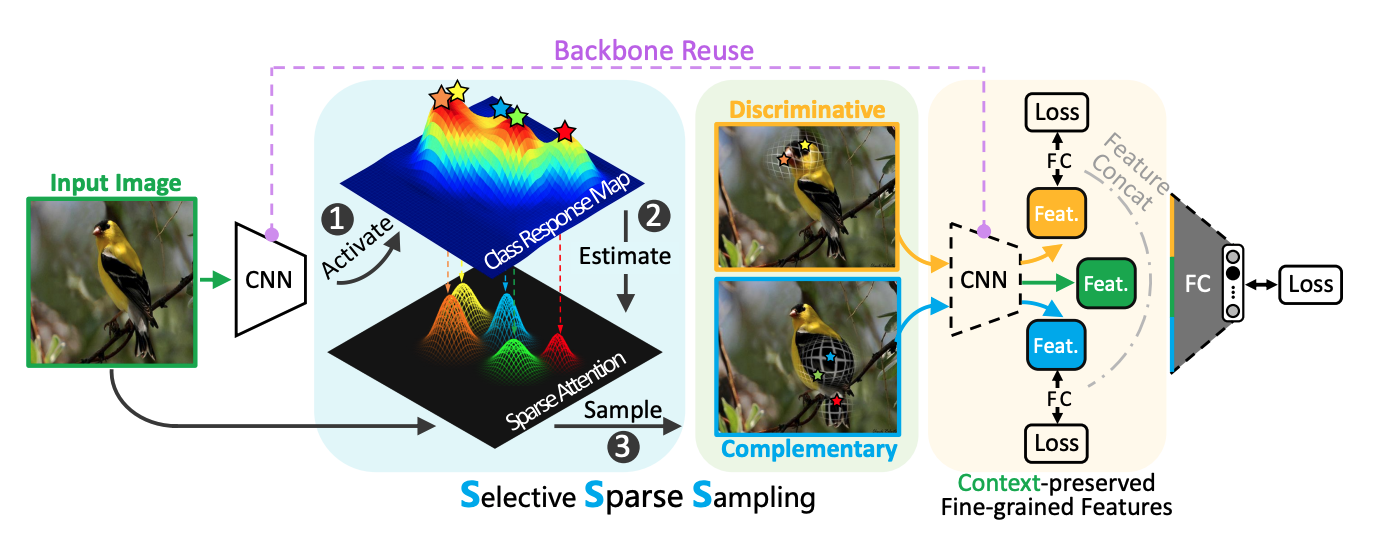 Backbone Reuse
Input Image
CNN
1
Activate
Class Response Map
2
Estimate
Sparse Attention
Sample
3
Selective Sparse Sampling
Discriminative
Complementary
CNN
Loss
FC
Feat.
Feat.
Feat.
FC
Loss
Feature
Concat
FC
Loss
Context-preserved
Fine-grained Features